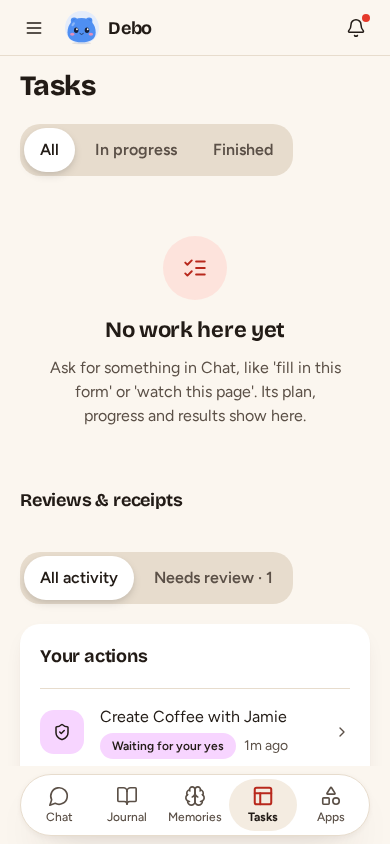 Debo
Tasks
All
In progress
Finished
No work here yet
Ask for something in Chat, like 'fill in this
form' or 'watch this page'. Its plan,
progress and results show here.
Reviews & receipts
All activity
Needs review · 1
Your actions
Create Coffee with Jamie
Waiting for your yes
1m ago
Chat
Journal
Memories
Tasks
Apps